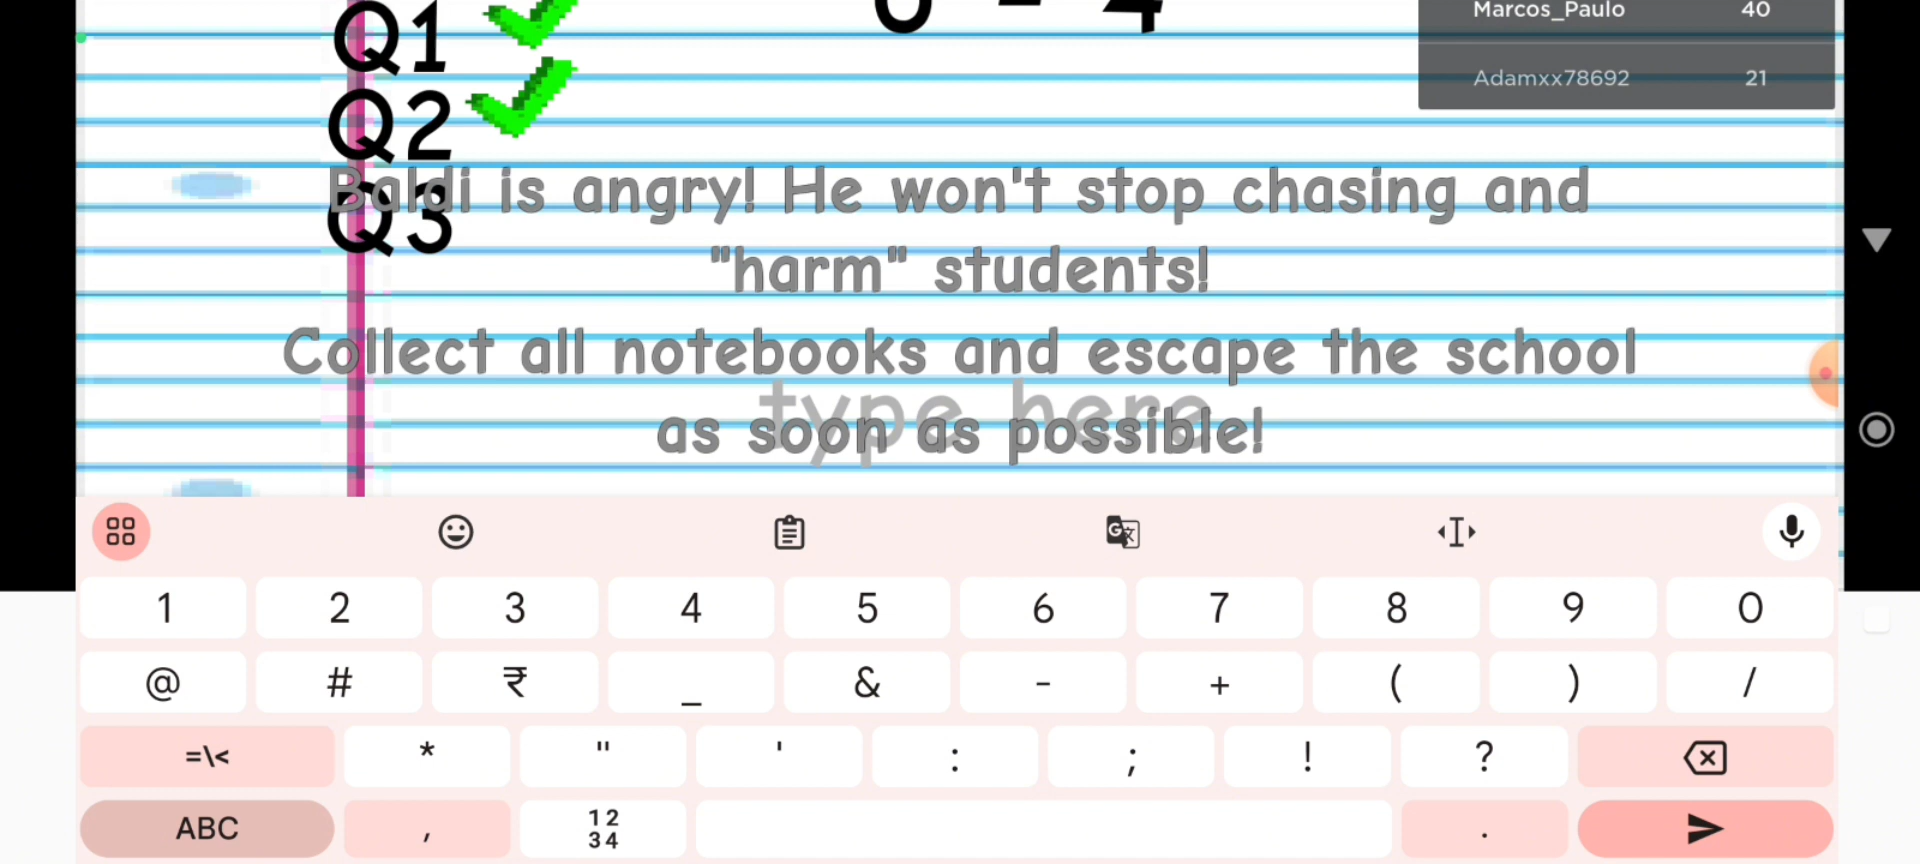 Marcos_Paulo 40
Adamxx78692 21
Q1
Q2
Q3
Baldi is angry! He won't stop chasing and
"harm" students!
Collect all notebooks and escape the school
as soon as possible!
type here
1 2 3 4 5 6 7 8 9 0
@ # ₹ _ & - + ( ) /
=\< * " ' : ; ! ?
ABC , 12 .
34